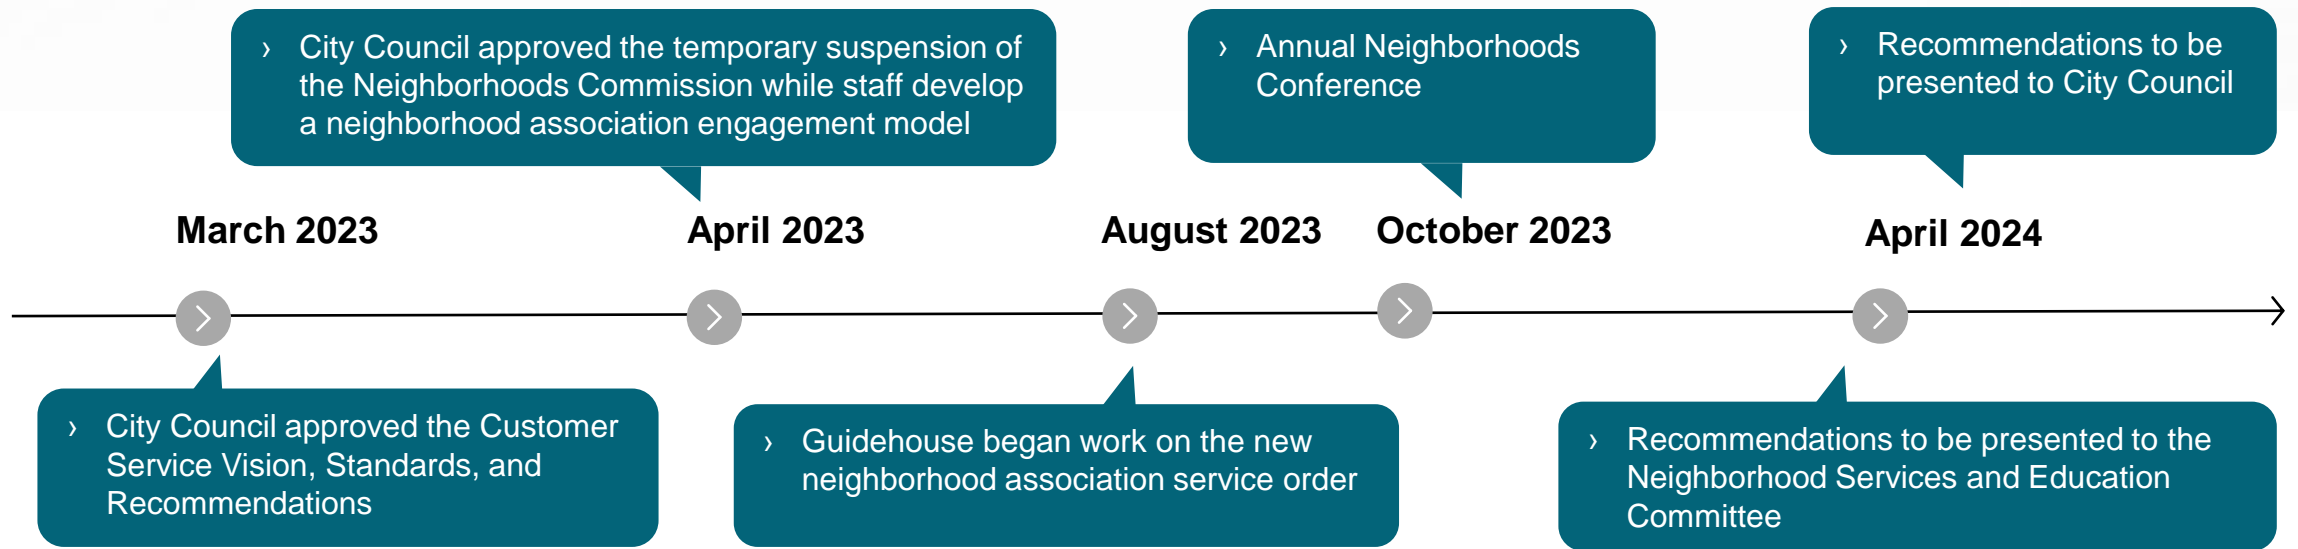 › City Council approved the temporary suspension of
the Neighborhoods Commission while staff develop
a neighborhood association engagement model
› Annual Neighborhoods
Conference
› Recommendations to be
presented to City Council
March 2023
April 2023
August 2023
October 2023
April 2024
› City Council approved the Customer
Service Vision, Standards, and
Recommendations
› Guidehouse began work on the new
neighborhood association service order
› Recommendations to be presented to the
Neighborhood Services and Education
Committee